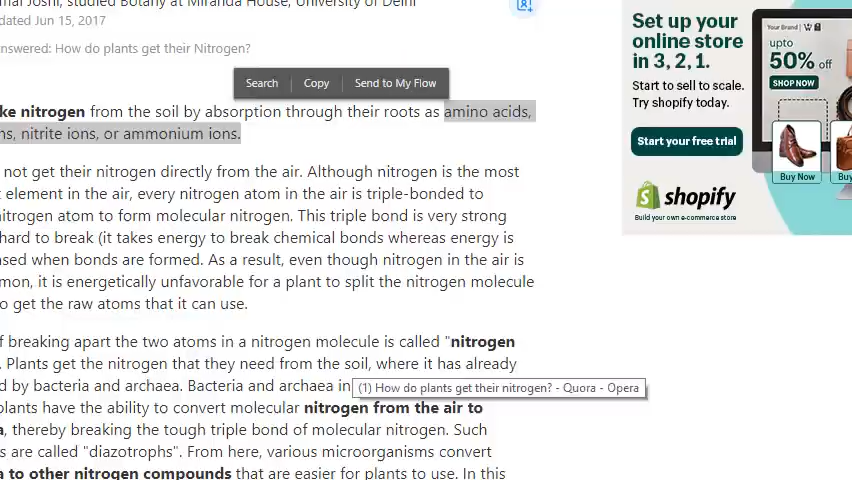 mal Joshi, studied Botany at Miranda House, University of Delhi
dated Jun 15, 2017
nswered: How do plants get their Nitrogen?
Search Copy Send to My Flow
ke nitrogen from the soil by absorption through their roots as amino acids,
ns, nitrite ions, or ammonium ions.
not get their nitrogen directly from the air. Although nitrogen is the most
t element in the air, every nitrogen atom in the air is triple-bonded to
nitrogen atom to form molecular nitrogen. This triple bond is very strong
hard to break (it takes energy to break chemical bonds whereas energy is
ased when bonds are formed. As a result, even though nitrogen in the air is
mon, it is energetically unfavorable for a plant to split the nitrogen molecule
o get the raw atoms that it can use.
f breaking apart the two atoms in a nitrogen molecule is called "nitrogen
. Plants get the nitrogen that they need from the soil, where it has already
d by bacteria and archaea. Bacteria and archaea in
(1) How do plants get their nitrogen? - Quora - Opera
plants have the ability to convert molecular nitrogen from the air to
a, thereby breaking the tough triple bond of molecular nitrogen. Such
s are called "diazotrophs". From here, various microorganisms convert
a to other nitrogen compounds that are easier for plants to use. In this
Set up your
online store
in 3, 2, 1.
Start to sell to scale.
Try shopify today.
Start your free trial
shopify
Build your own e-commerce store
Your Brand
upto
50% off
SHOP NOW
Buy Now
Buy